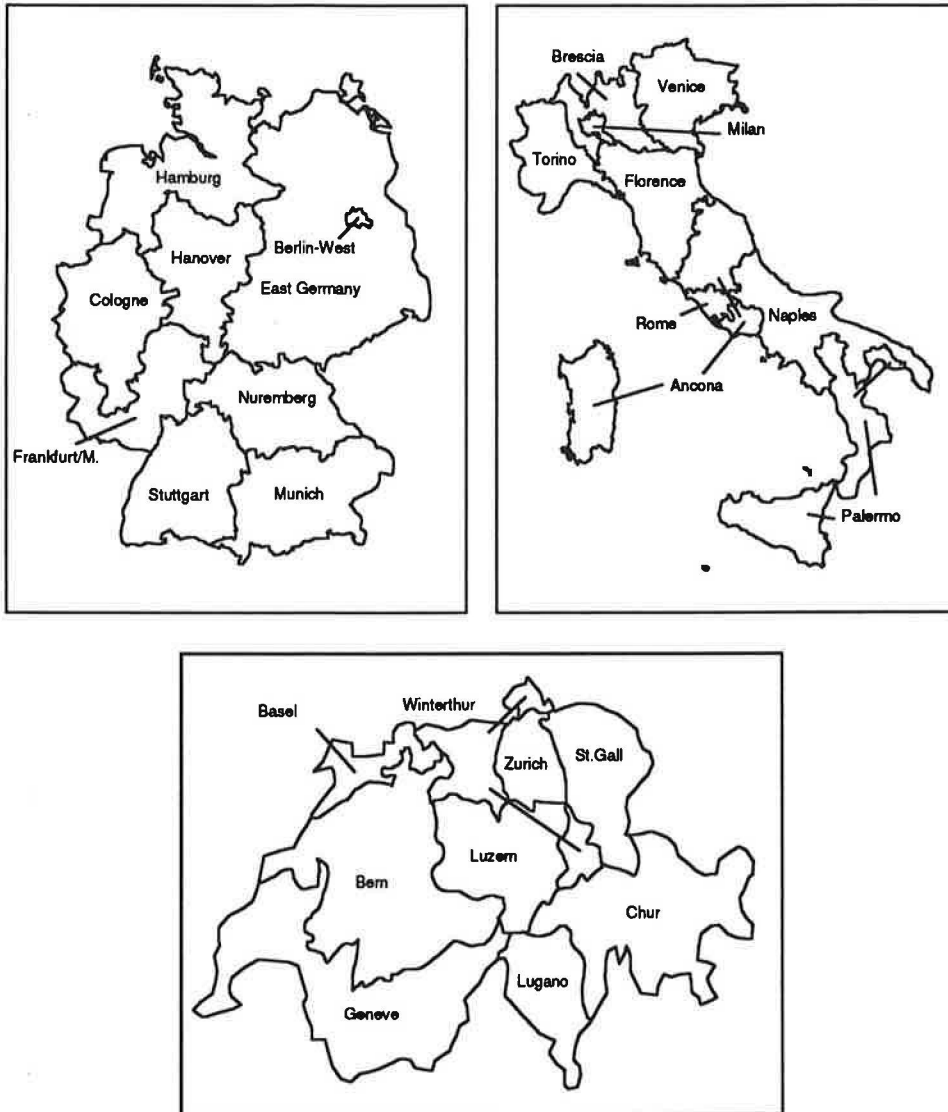 Hamburg
Berlin-West
Hanover
East Germany
Cologne
Nuremberg
Frankfurt/M.
Stuttgart
Munich
Brescia
Venice
Milan
Torino
Florence
Rome
Naples
Ancona
Palermo
Winterthur
Basel
Zurich
St.Gall
Luzern
Bern
Chur
Lugano
Geneve